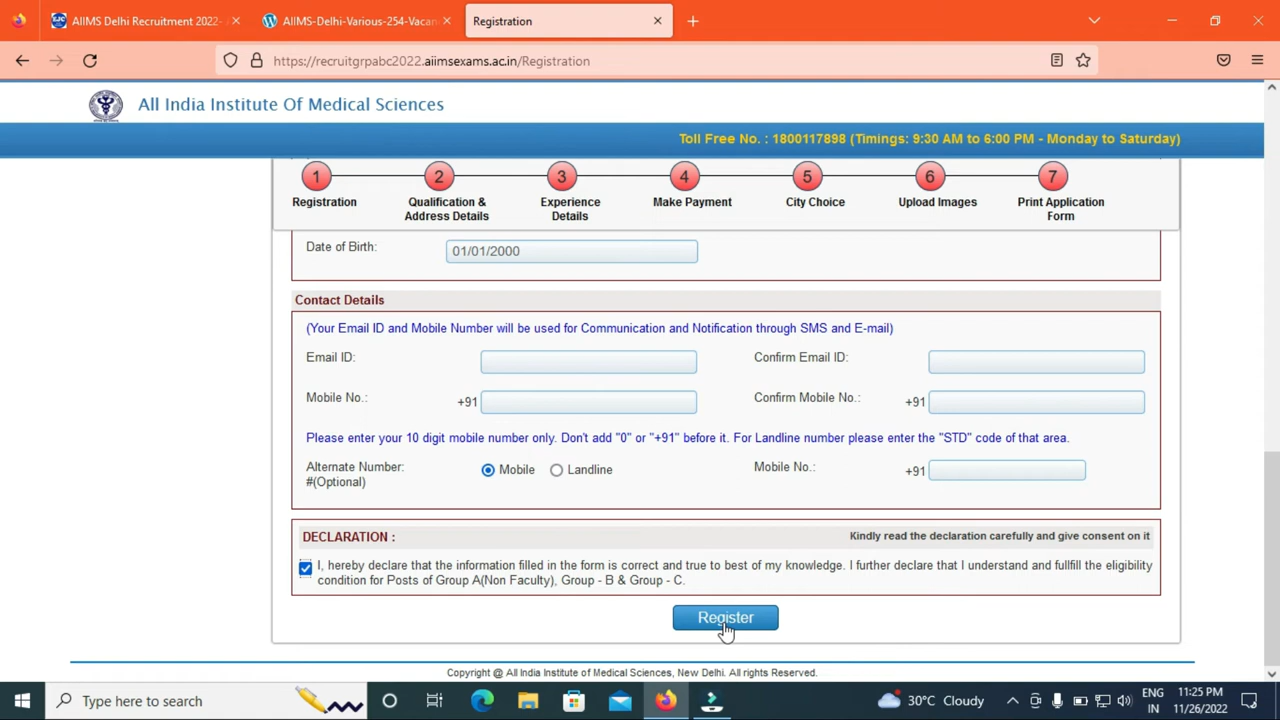 AIIMS Delhi Recruitment 2022-
AIIMS-Delhi-Various-254-Vacan
Registration
https://recruitgrpabc2022.aiimsexams.ac.in/Registration
All India Institute Of Medical Sciences
Toll Free No. : 1800117898 (Timings: 9:30 AM to 6:00 PM - Monday to Saturday)
1 2 3 4 5 6 7
Registration Qualification & Experience Make Payment City Choice Upload Images Print Application
Address Details Details Form
Date of Birth: 01/01/2000
Contact Details
(Your Email ID and Mobile Number will be used for Communication and Notification through SMS and E-mail)
Email ID: Confirm Email ID:
Mobile No.: +91 Confirm Mobile No.: +91
Please enter your 10 digit mobile number only. Don't add "0" or "+91" before it. For Landline number please enter the "STD" code of that area.
Alternate Number: Mobile Landline Mobile No.: +91
#(Optional)
DECLARATION : Kindly read the declaration carefully and give consent on it
I, hereby declare that the information filled in the form is correct and true to best of my knowledge. I further declare that I understand and fullfill the eligibility
condition for Posts of Group A(Non Faculty), Group - B & Group - C.
Register
Copyright @ All India Institute of Medical Sciences, New Delhi. All rights Reserved.
Type here to search 30°C Cloudy ENG 11:25 PM
IN 11/26/2022